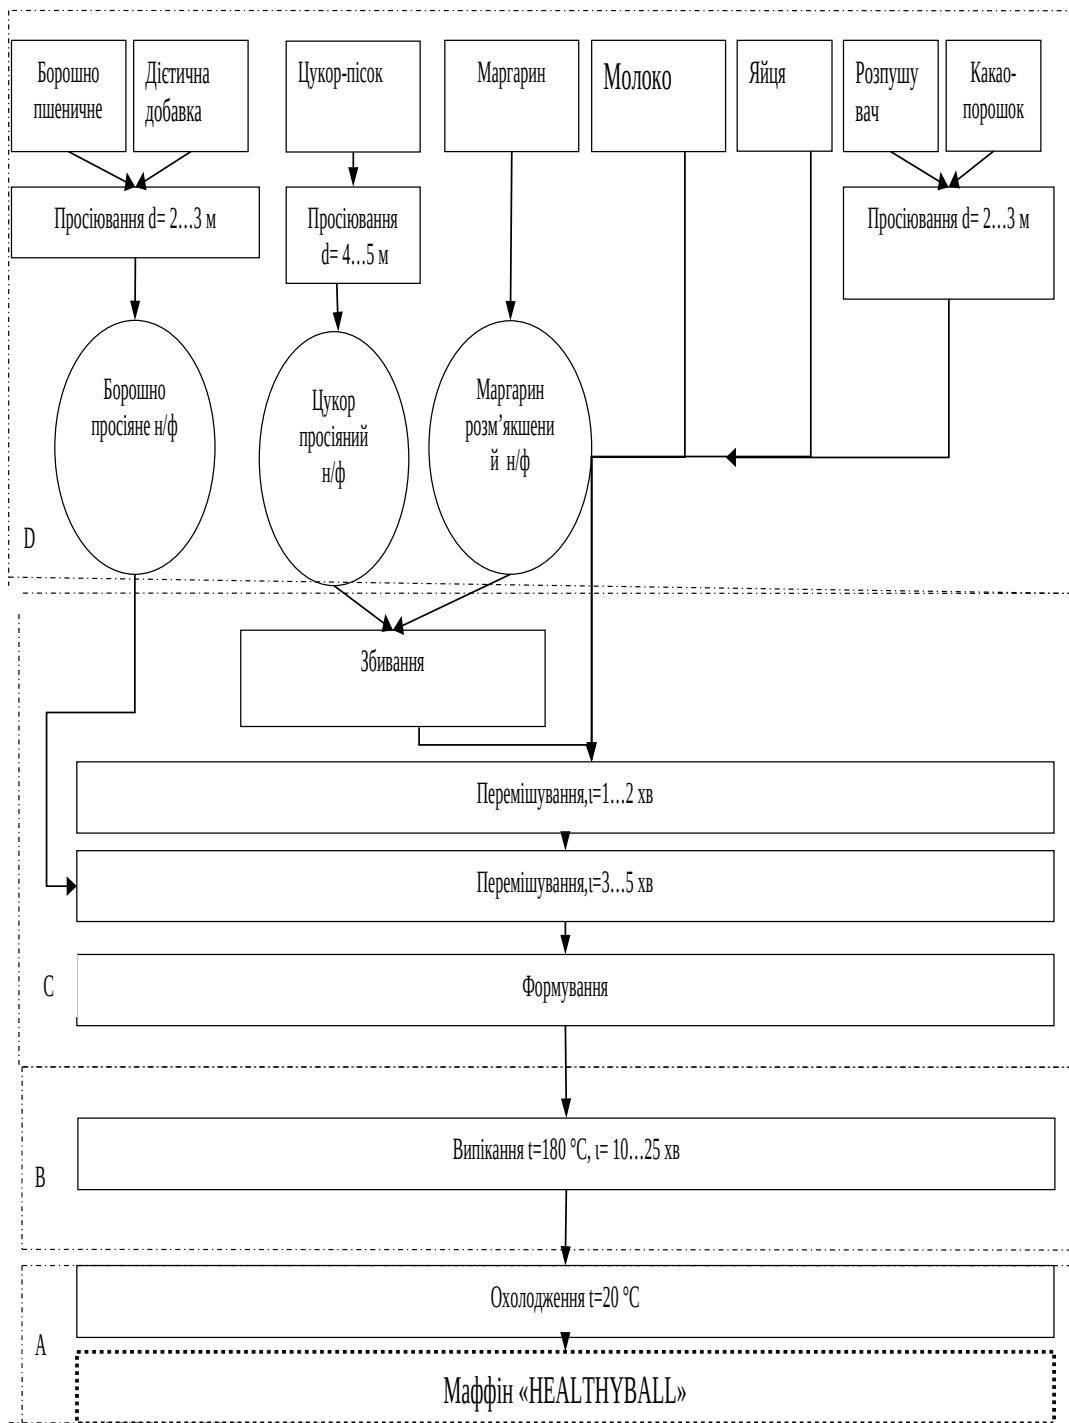 Борошно
пшеничне
Дієтична
добавка
Цукор-пісок
Маргарин
Молоко
Яйця
Розпушу
вач
Какао-
порошок
Просіювання d= 2…3 м
Просіювання
d= 4…5 м
Просіювання d= 2…3 м
Борошно
просіяне н/ф
Цукор
просіяний
н/ф
Маргарин
розм’якшени
й н/ф
D
Збивання
Перемішування,ι=1…2 хв
Перемішування,ι=3…5 хв
C
Формування
Випікання t=180 °C, ι= 10…25 хв
B
Охолодження t=20 °C
A
Маффін «HEALTHYBALL»